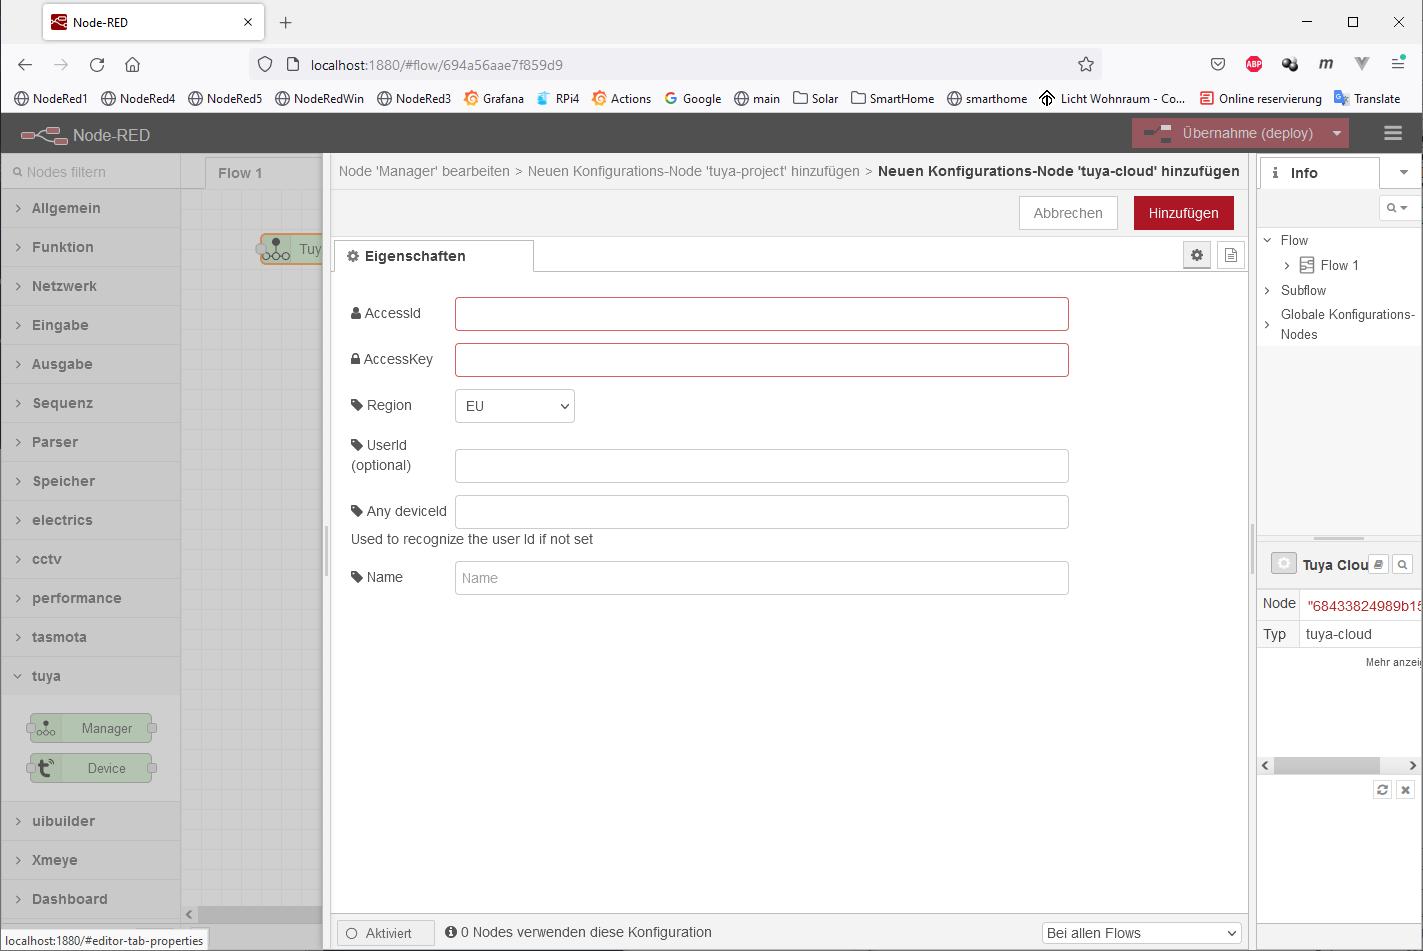 Node-RED
localhost:1880/#flow/694a56aae7f859d9
ABP
m
NodeRed1
NodeRed4
NodeRed5
NodeRedWin
NodeRed3
Grafana
RPi4
Actions
Google
main
Solar
SmartHome
smarthome
Licht Wohnraum - Co...
Online reservierung
Translate
Node-RED
Übernahme (deploy)
Nodes filtern
Flow 1
Node 'Manager' bearbeiten > Neuen Konfigurations-Node 'tuya-project' hinzufügen > Neuen Konfigurations-Node 'tuya-cloud' hinzufügen
Info
Abbrechen
Hinzufügen
Allgemein
Funktion
Netzwerk
Eingabe
Ausgabe
Sequenz
Parser
Speicher
electrics
cctv
performance
tasmota
tuya
Manager
Device
uibuilder
Xmeye
Dashboard
Tuy
Eigenschaften
AccessId
AccessKey
Region
EU
UserId
(optional)
Any deviceId
Used to recognize the user Id if not set
Name
Name
Flow
Flow 1
Subflow
Globale Konfigurations-
Nodes
Tuya Clou
Node
"68433824989b15
Typ
tuya-cloud
Mehr anzei
Aktiviert
0 Nodes verwenden diese Konfiguration
Bei allen Flows
localhost:1880/#editor-tab-properties